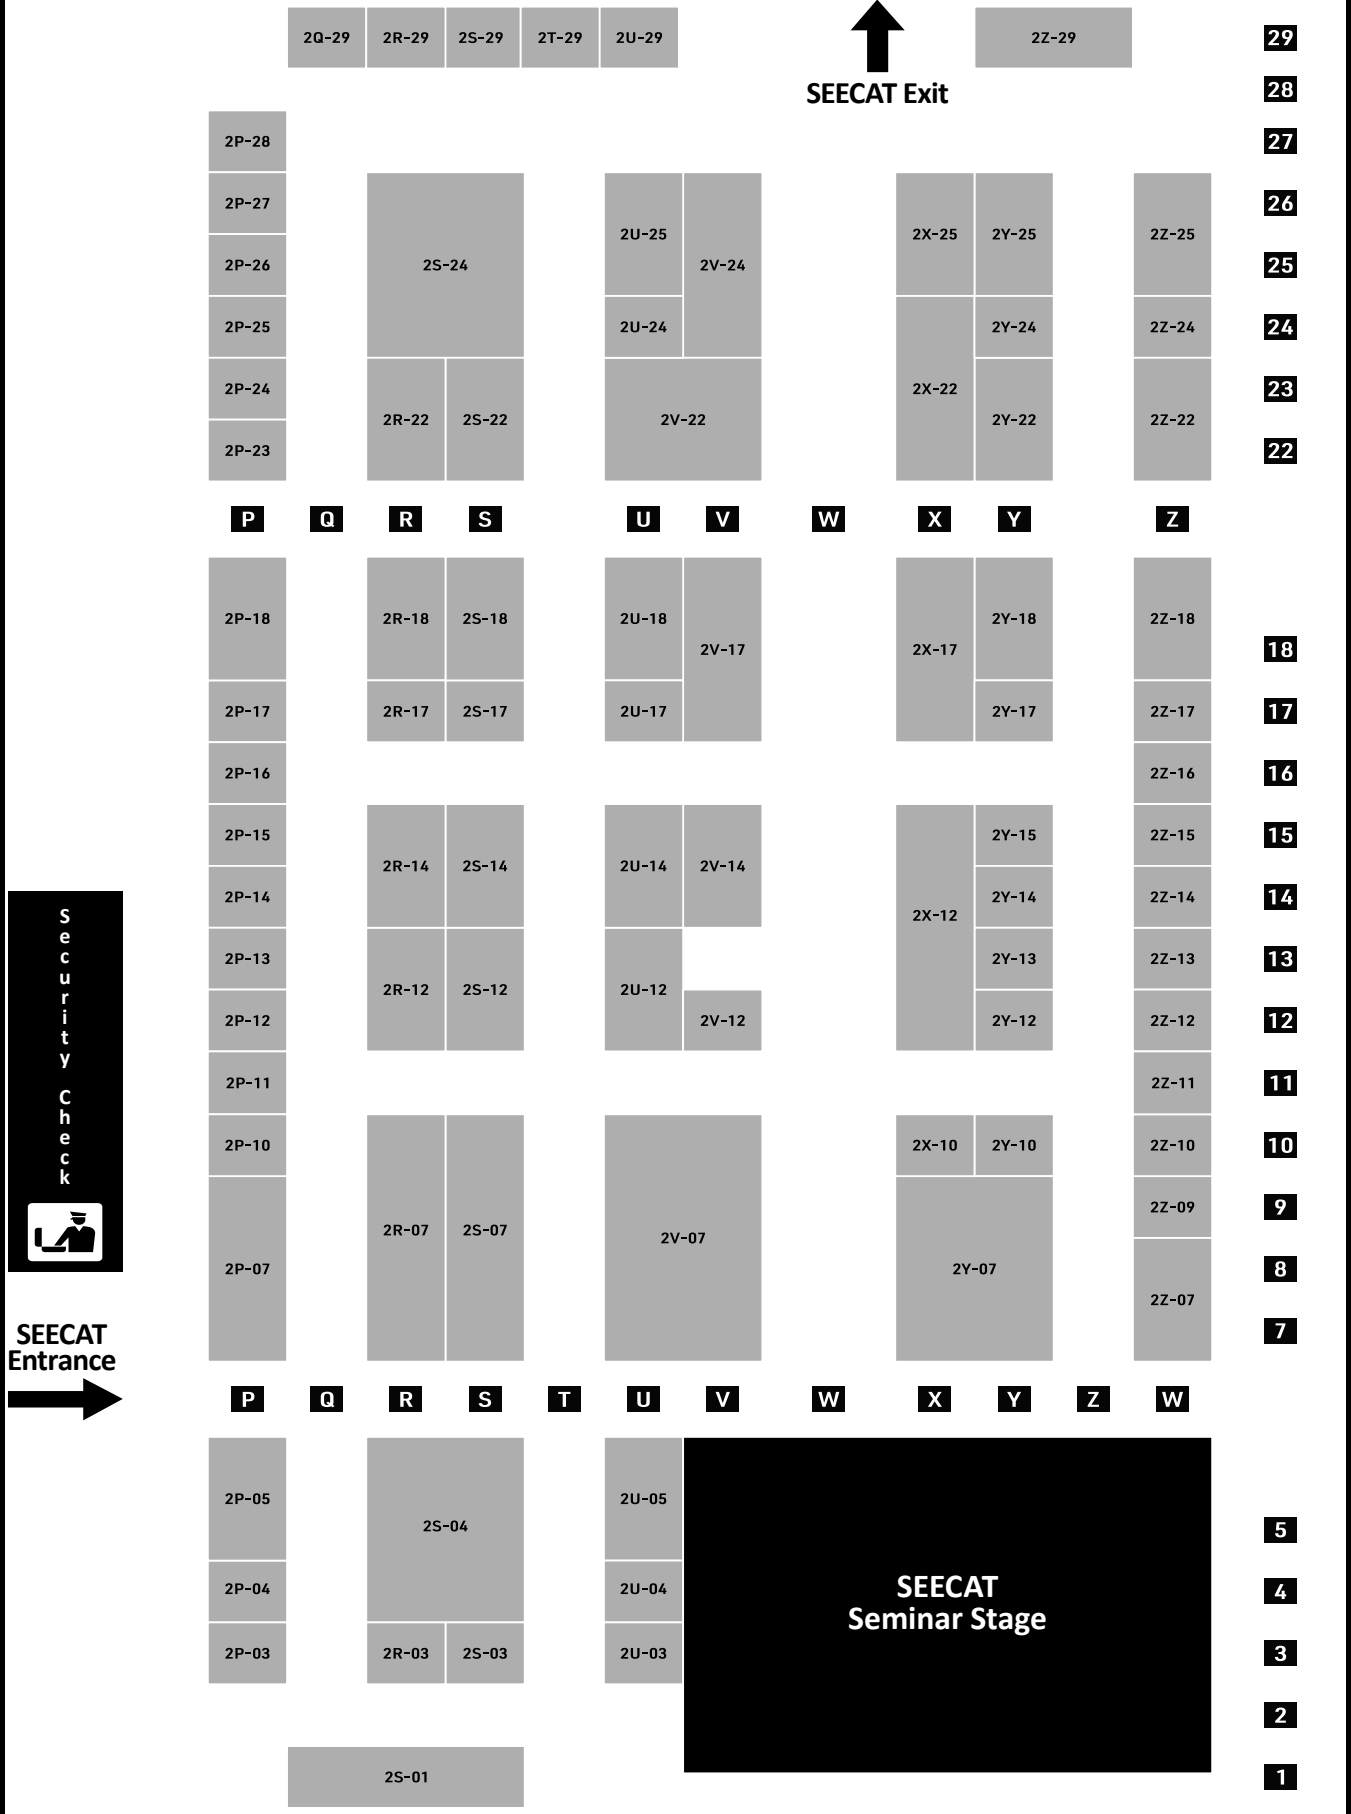 2Q-29 2R-29 2S-29 2T-29 2U-29 2Z-29 29
SEECAT Exit
28
2P-28 27
2P-27 26
2U-25 2X-25 2Y-25 2Z-25
2P-26 2S-24 2V-24 25
2P-25 2U-24 2Y-24 2Z-24 24
2P-24 2X-22 23
2R-22 2S-22 2V-22 2Y-22 2Z-22
2P-23 22
P Q R S U V W X Y Z
2P-18 2R-18 2S-18 2U-18 2Y-18 2Z-18
2V-17 2X-17 18
2P-17 2R-17 2S-17 2U-17 2Y-17 2Z-17 17
2P-16 2Z-16 16
2P-15 2Y-15 2Z-15 15
2R-14 2S-14 2U-14 2V-14
2P-14 2Y-14 2Z-14 14
2X-12
2P-13 2Y-13 2Z-13 13
2R-12 2S-12 2U-12
2P-12 2V-12 2Y-12 2Z-12 12
2P-11 2Z-11 11
Security Check
2P-10 2X-10 2Y-10 2Z-10 10
2Z-09 9
2R-07 2S-07 2V-07
2P-07 2Y-07 8
2Z-07
7
SEECAT
Entrance
P Q R S T U V W X Y Z W
2P-05 2U-05
2S-04 5
2P-04 2U-04 4
SEECAT
Seminar Stage
2P-03 2R-03 2S-03 2U-03 3
2
2S-01 1